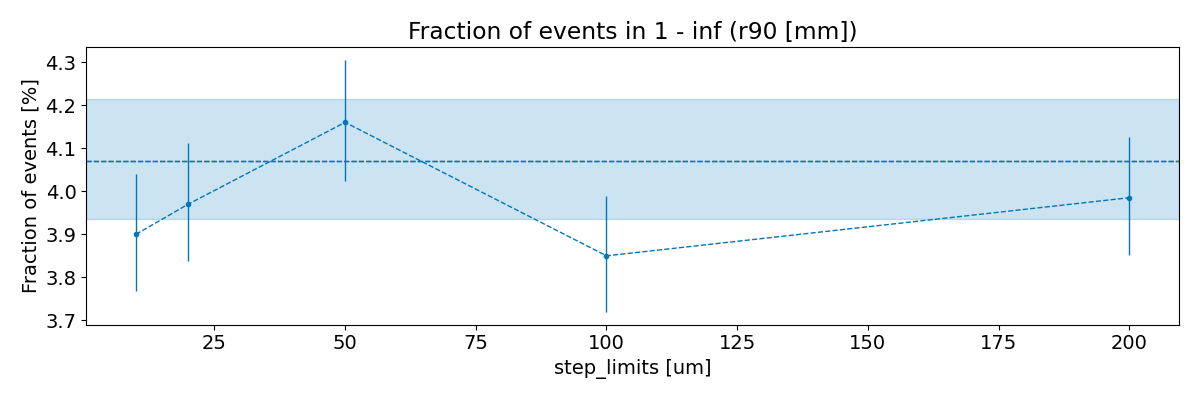 Fraction of events in 1 - inf (r90 [mm])
Fraction of events [%]
4.3
4.2
4.1
4.0
3.9
3.8
3.7
25 50 75 100 125 150 175 200
step_limits [um]